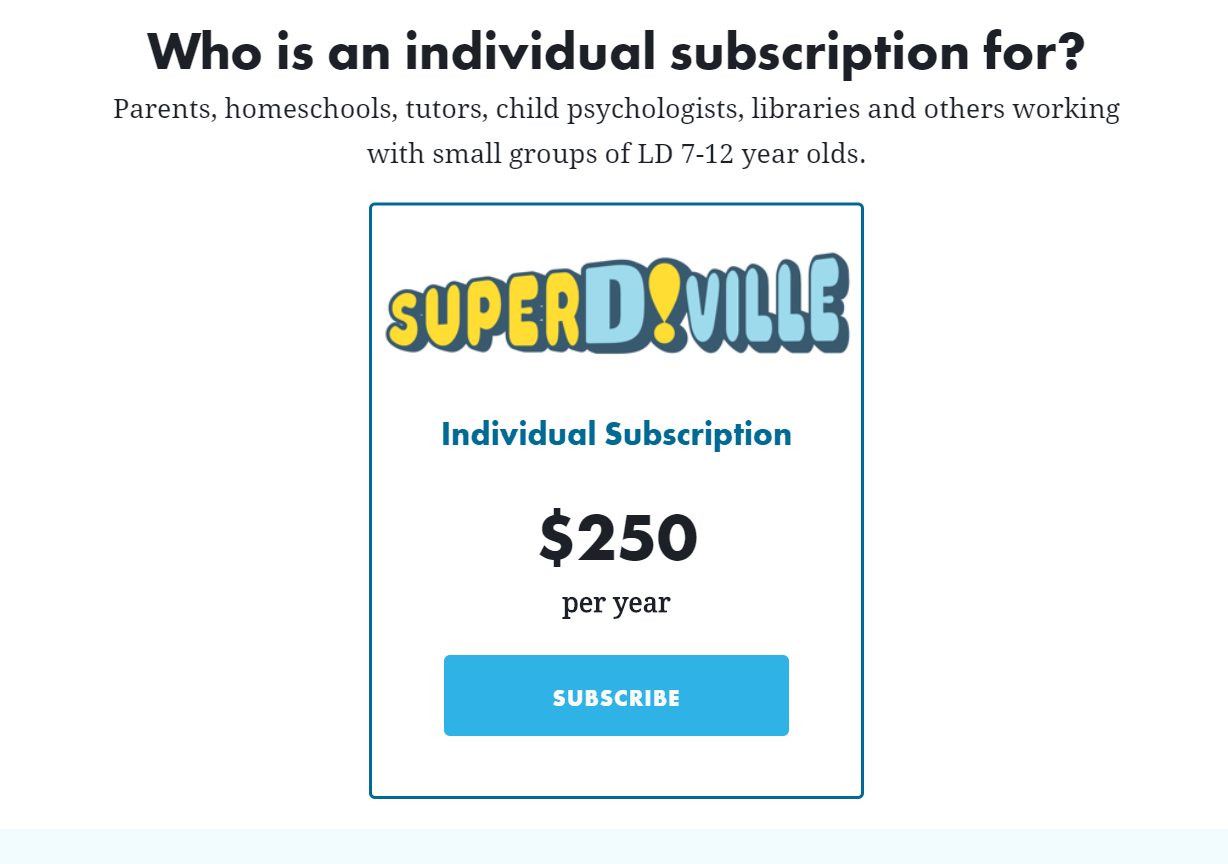 Who is an individual subscription for?
Parents, homeschools, tutors, child psychologists, libraries and others working
with small groups of LD 7-12 year olds.
SUPERD!VILLE
Individual Subscription
$250
per year
SUBSCRIBE